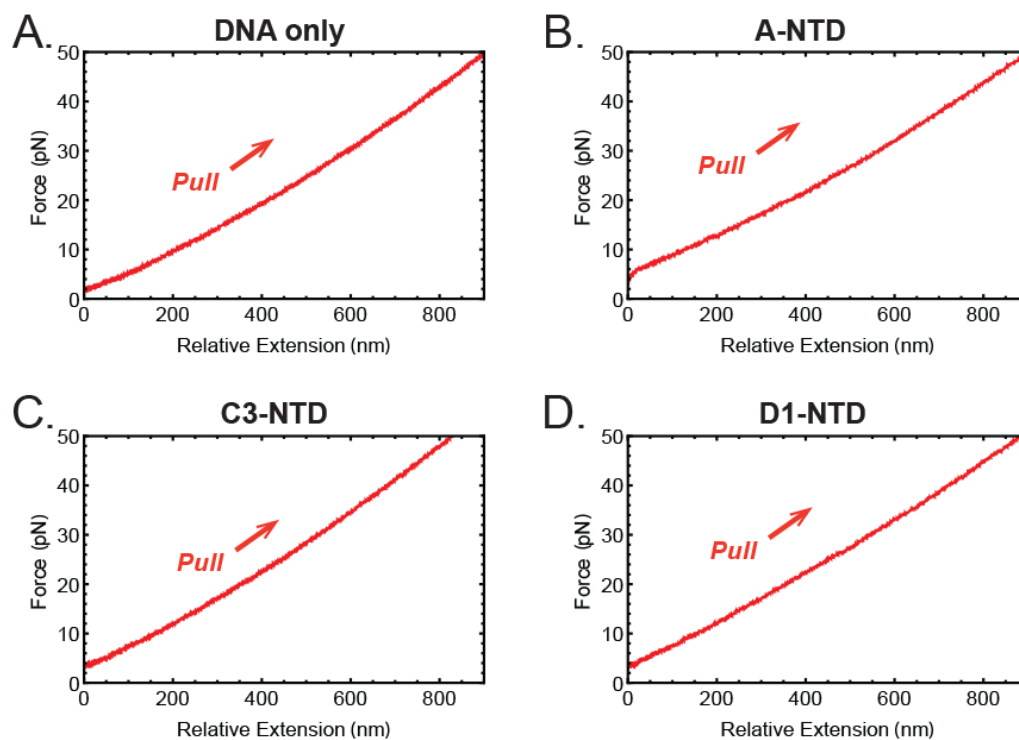 A.
DNA only
50
40
30
20
10
0
Force (pN)
Pull
0 200 400 600 800
Relative Extension (nm)
B.
A-NTD
50
40
30
20
10
0
Force (pN)
Pull
0 200 400 600 800
Relative Extension (nm)
C.
C3-NTD
50
40
30
20
10
0
Force (pN)
Pull
0 200 400 600 800
Relative Extension (nm)
D.
D1-NTD
50
40
30
20
10
0
Force (pN)
Pull
0 200 400 600 800
Relative Extension (nm)